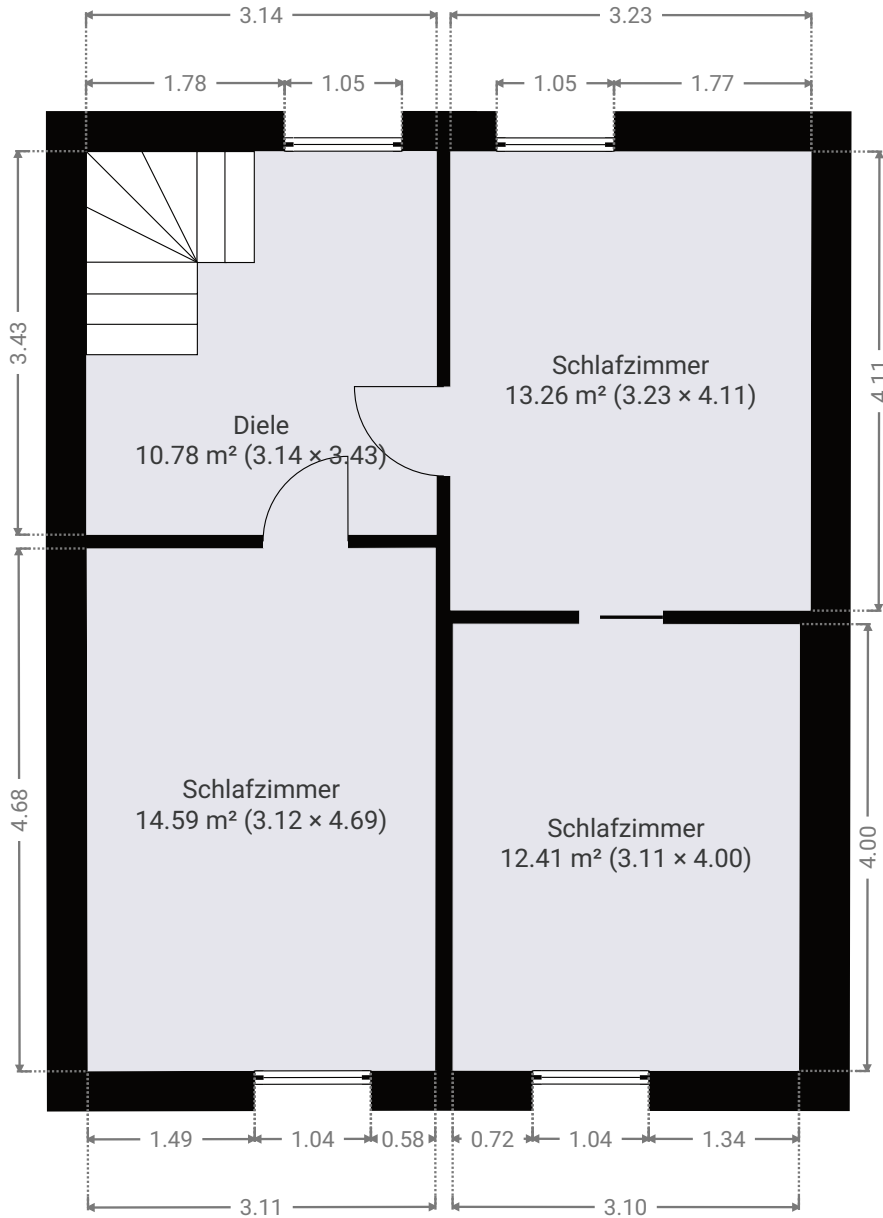 3.14
3.23
1.78
1.05
1.05
1.77
3.43
4.11
Schlafzimmer
13.26 m² (3.23 × 4.11)
Diele
10.78 m² (3.14 × 3.43)
4.68
4.00
Schlafzimmer
14.59 m² (3.12 × 4.69)
Schlafzimmer
12.41 m² (3.11 × 4.00)
1.49
1.04
0.58
0.72
1.04
1.34
3.11
3.10